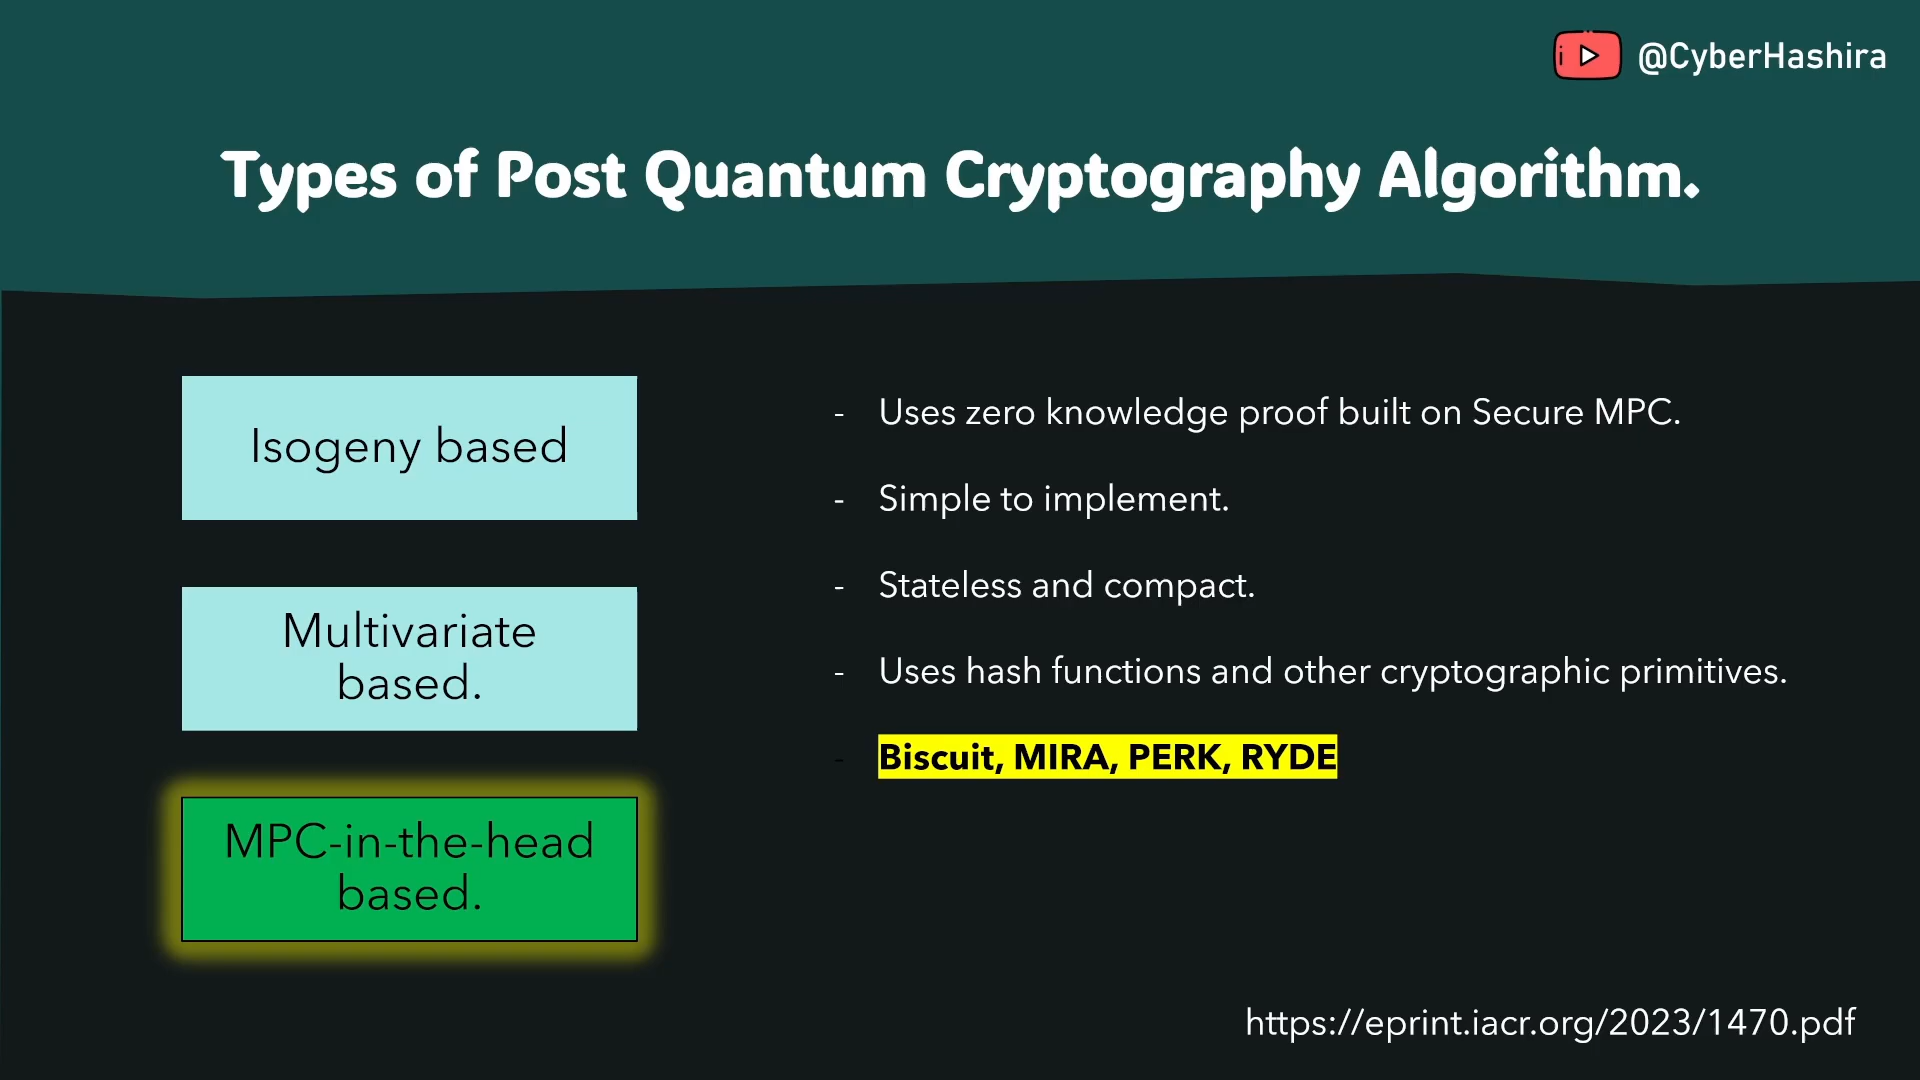 @CyberHashira
Types of Post Quantum Cryptography Algorithm.
Isogeny based
Multivariate
based.
MPC-in-the-head
based.
- Uses zero knowledge proof built on Secure MPC.
- Simple to implement.
- Stateless and compact.
- Uses hash functions and other cryptographic primitives.
- Biscuit, MIRA, PERK, RYDE
https://eprint.iacr.org/2023/1470.pdf